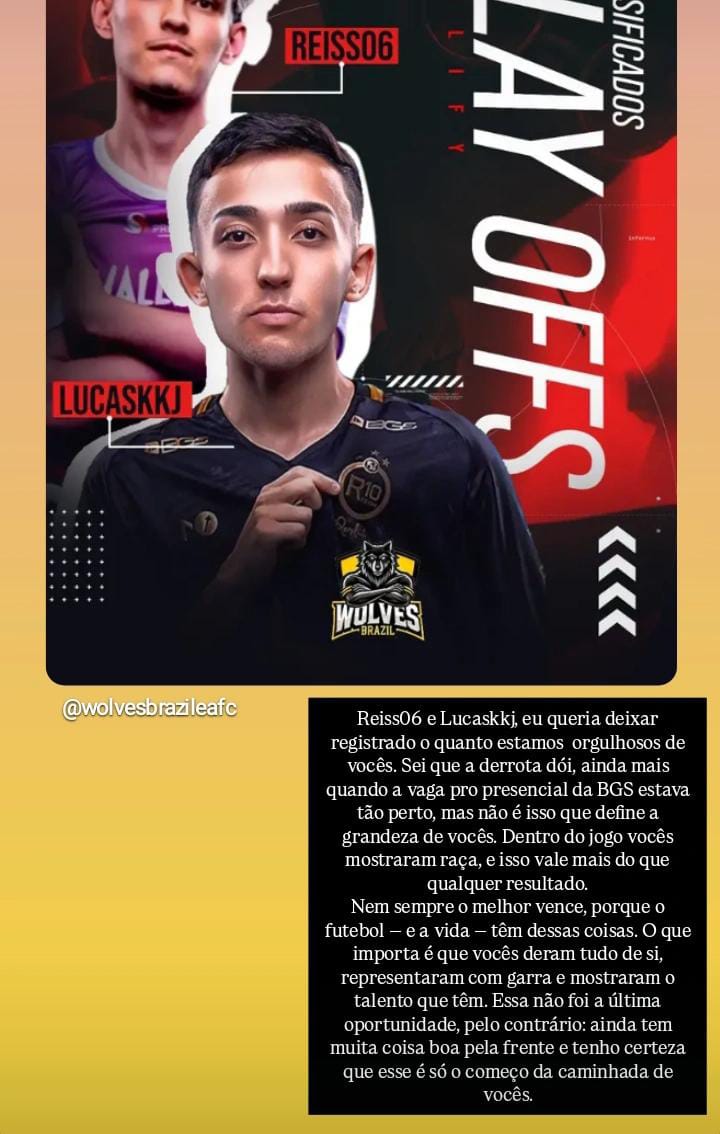 REISS06
SIFICADOS
LAY OFFS
LIFY
LUCASKKJ
BGS
BGS
R10
WOLVES
BRAZIL
@wolvesbrazileafc
Reiss06 e Lucaskkj, eu queria deixar
registrado o quanto estamos orgulhosos de
vocês. Sei que a derrota dói, ainda mais
quando a vaga pro presencial da BGS estava
tão perto, mas não é isso que define a
grandeza de vocês. Dentro do jogo vocês
mostraram raça, e isso vale mais do que
qualquer resultado.
Nem sempre o melhor vence, porque o
futebol – e a vida – têm dessas coisas. O que
importa é que vocês deram tudo de si,
representaram com garra e mostraram o
talento que têm. Essa não foi a última
oportunidade, pelo contrário: ainda tem
muita coisa boa pela frente e tenho certeza
que esse é só o começo da caminhada de
vocês.